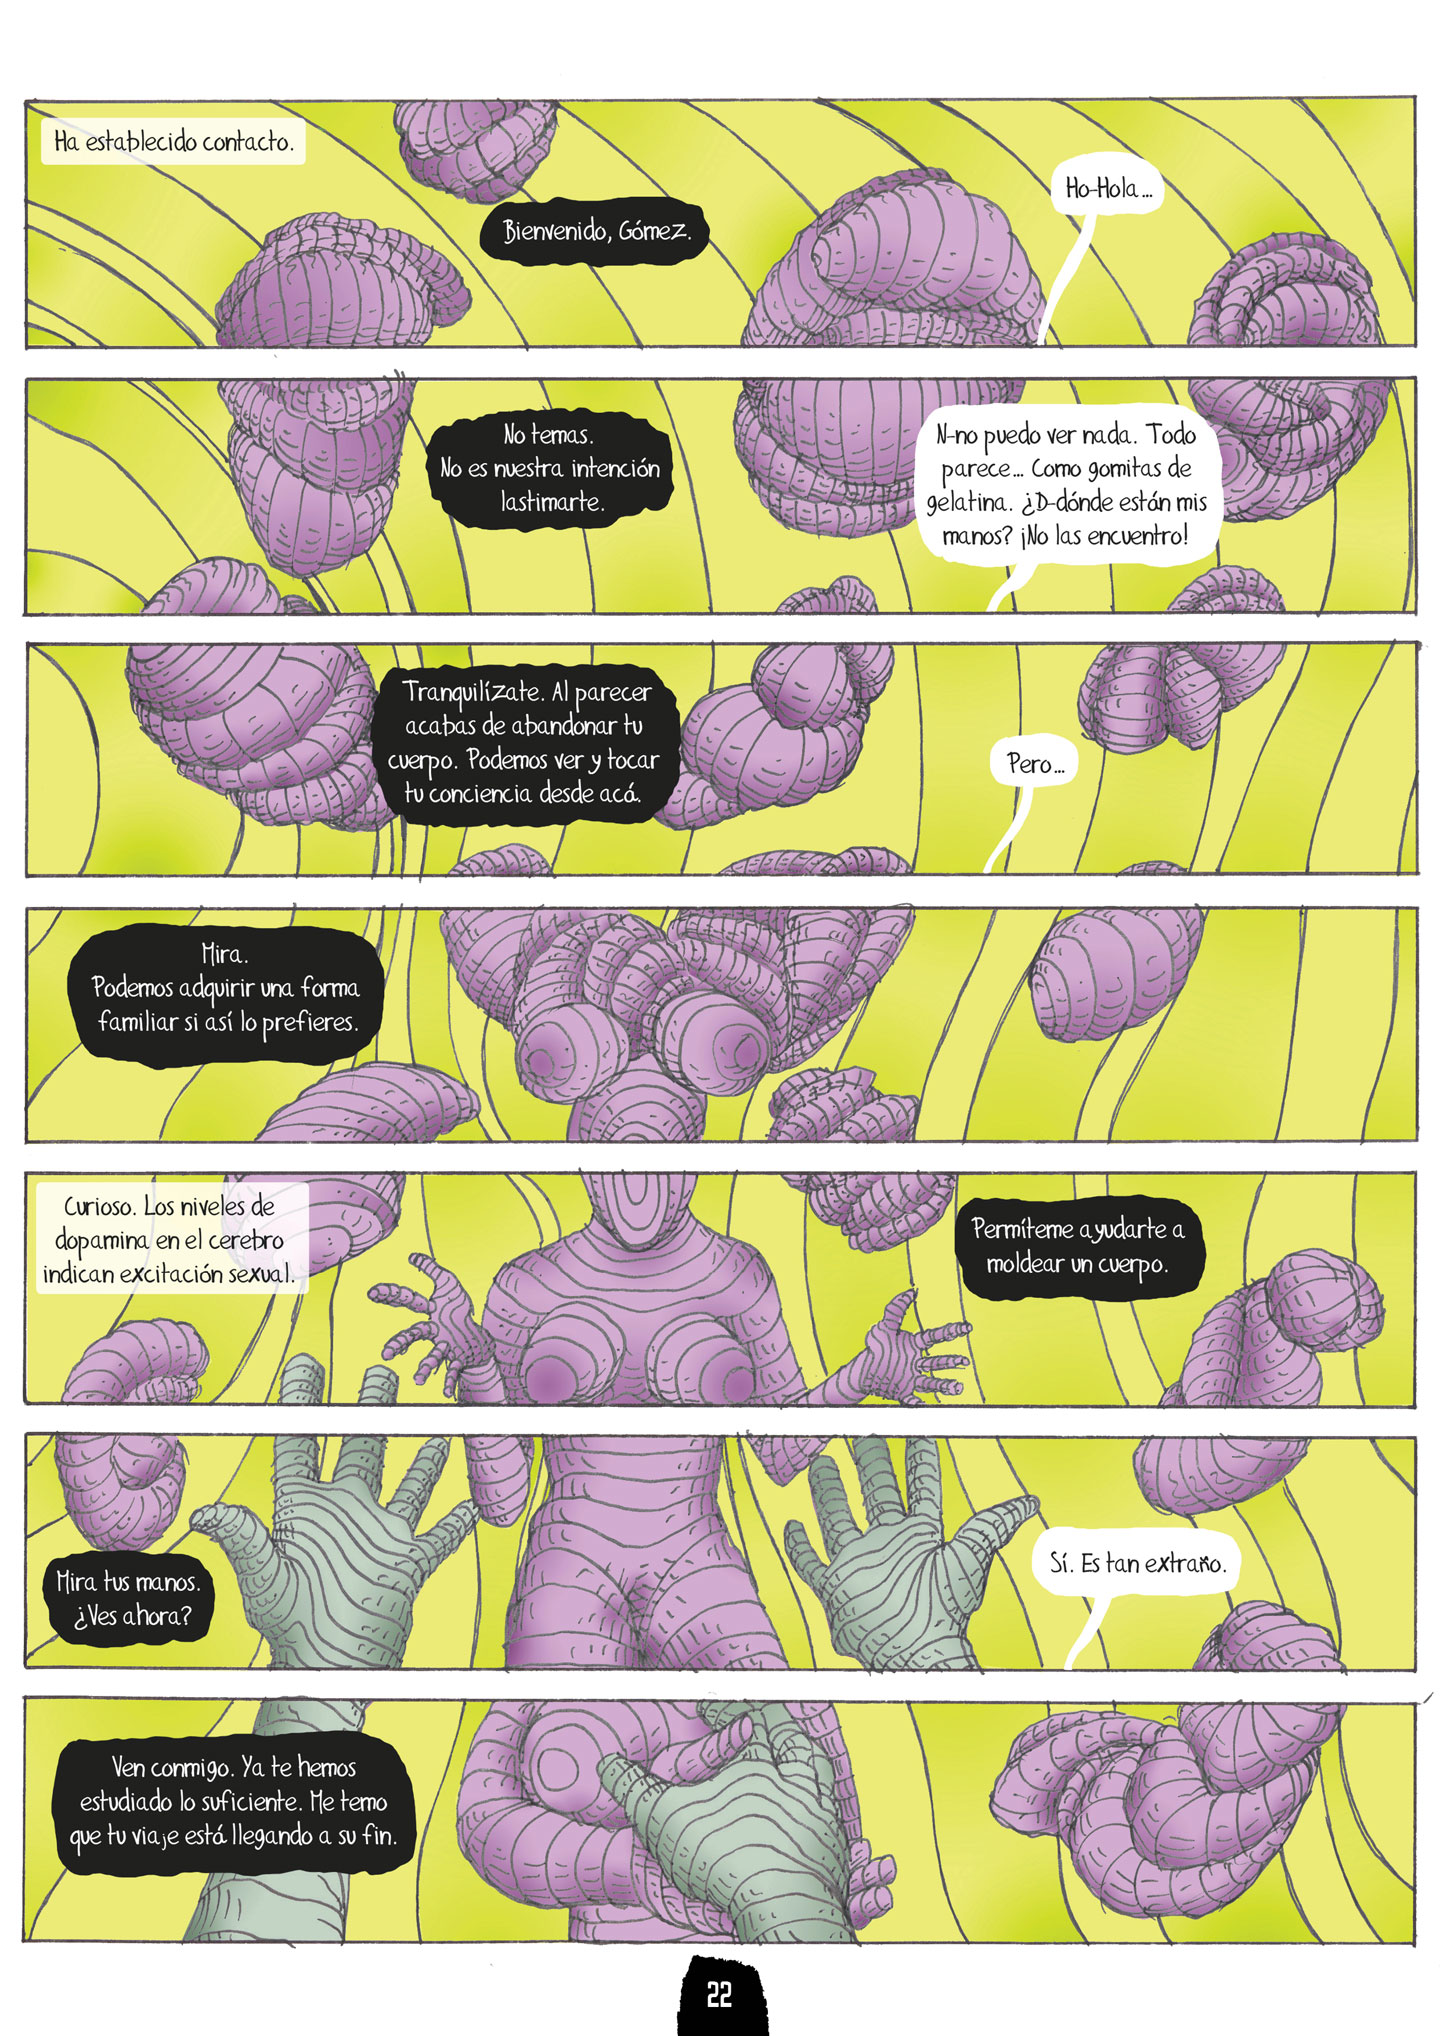 Ha establecido contacto.
Bienvenido, Gómez.
Ho-Hola...
No temas.
No es nuestra intención
lastimarte.
N-no puedo ver nada. Todo
parece... Como gomitas de
gelatina. ¿D-dónde están mis
manos? ¡No las encuentro!
Tranquilízate. Al parecer
acabas de abandonar tu
cuerpo. Podemos ver y tocar
tu conciencia desde acá.
Pero...
Mira.
Podemos adquirir una forma
familiar si así lo prefieres.
Curioso. Los niveles de
dopamina en el cerebro
indican excitación sexual.
Permíteme ayudarte a
moldear un cuerpo.
Mira tus manos.
¿Ves ahora?
Sí. Es tan extraño.
Ven conmigo. Ya te hemos
estudiado lo suficiente. Me temo
que tu viaje está llegando a su fin.
22